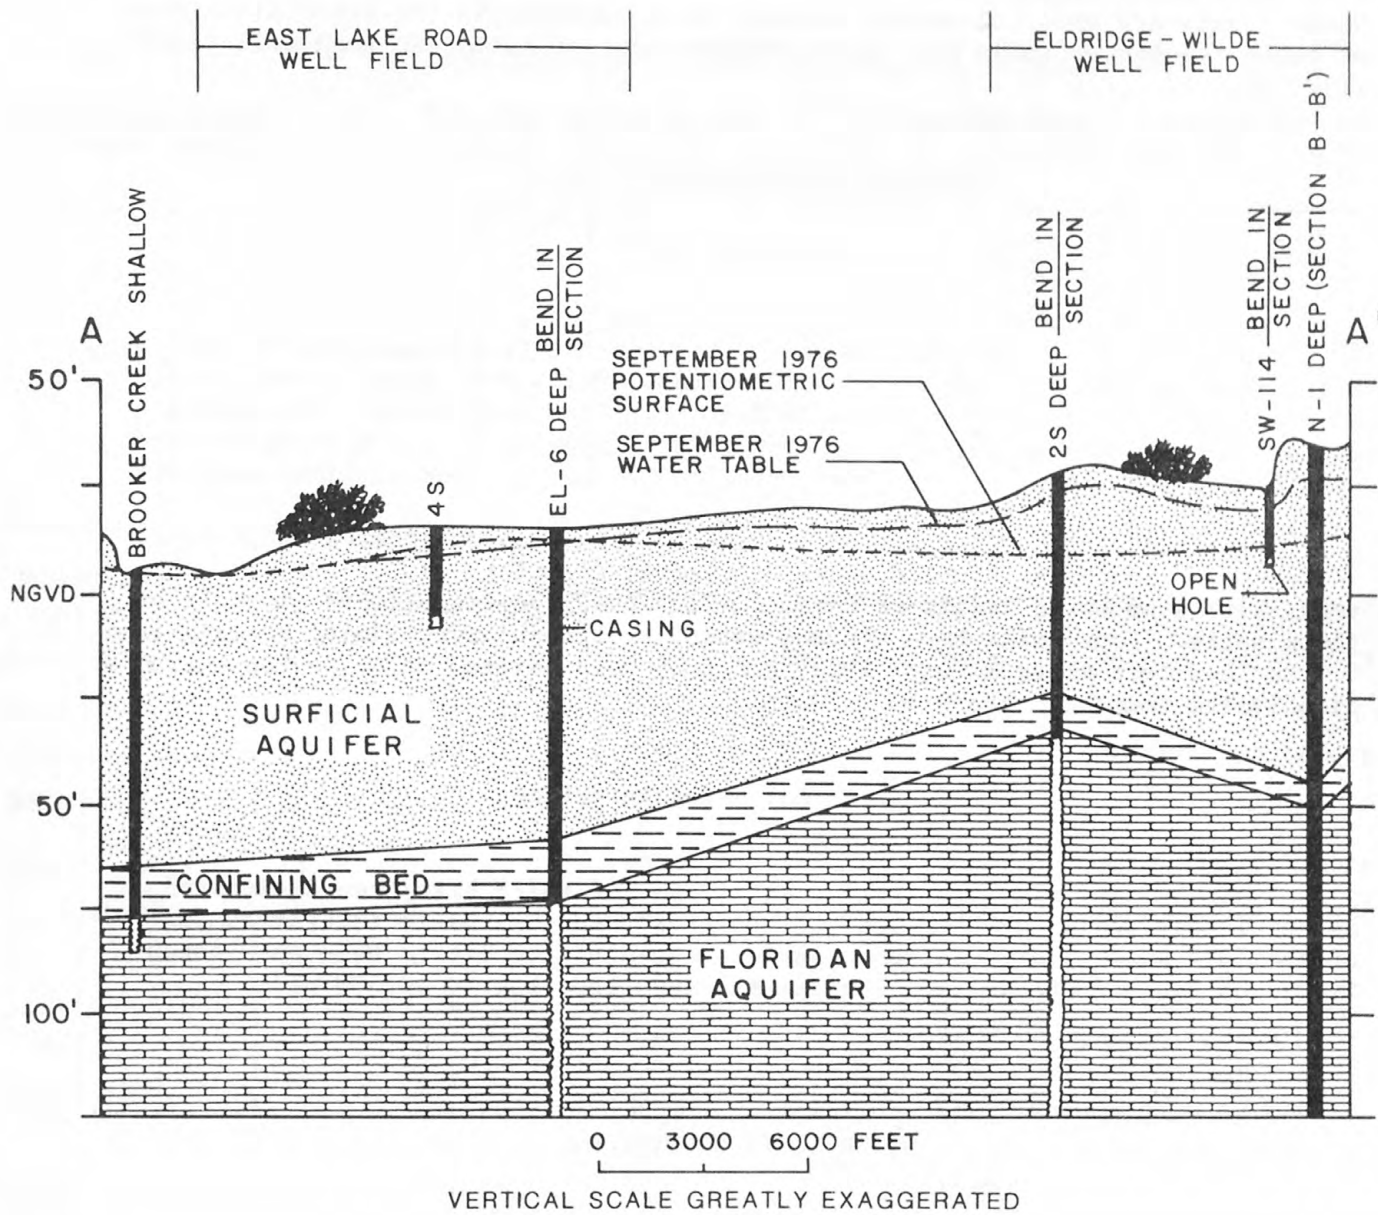 EAST LAKE ROAD
WELL FIELD
ELDRIDGE-WILDE
WELL FIELD
BROOKER CREEK SHALLOW
4S
EL-6 DEEP
BEND IN
SECTION
2S DEEP
BEND IN
SECTION
SW-114
BEND IN
SECTION
N-1 DEEP (SECTION B-B')
A
A'
50'
SEPTEMBER 1976
POTENTIOMETRIC
SURFACE
SEPTEMBER 1976
WATER TABLE
NGVD
OPEN
HOLE
CASING
SURFICIAL
AQUIFER
50'
CONFINING BED
FLORIDAN
AQUIFER
100'
0 3000 6000 FEET
VERTICAL SCALE GREATLY EXAGGERATED